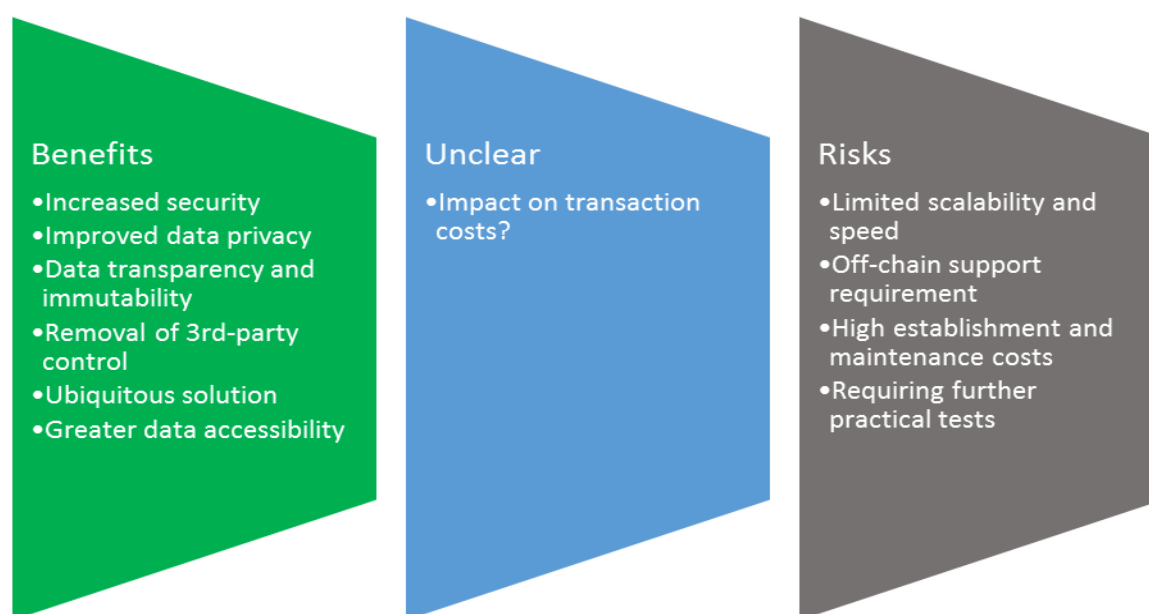 Benefits
•Increased security
•Improved data privacy
•Data transparency and
immutability
•Removal of 3rd-party
control
•Ubiquitous solution
•Greater data accessibility
Unclear
•Impact on transaction
costs?
Risks
•Limited scalability and
speed
•Off-chain support
requirement
•High establishment and
maintenance costs
•Requiring further
practical tests